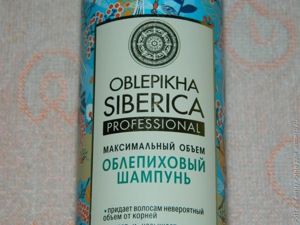 OBLEPIKHA
SIBERICA
PROFESSIONAL
МАКСИМАЛЬНЫЙ ОБЪЕМ
ОБЛЕПИХОВЫЙ
ШАМПУНЬ
•придает волосам невероятный
объем от корней